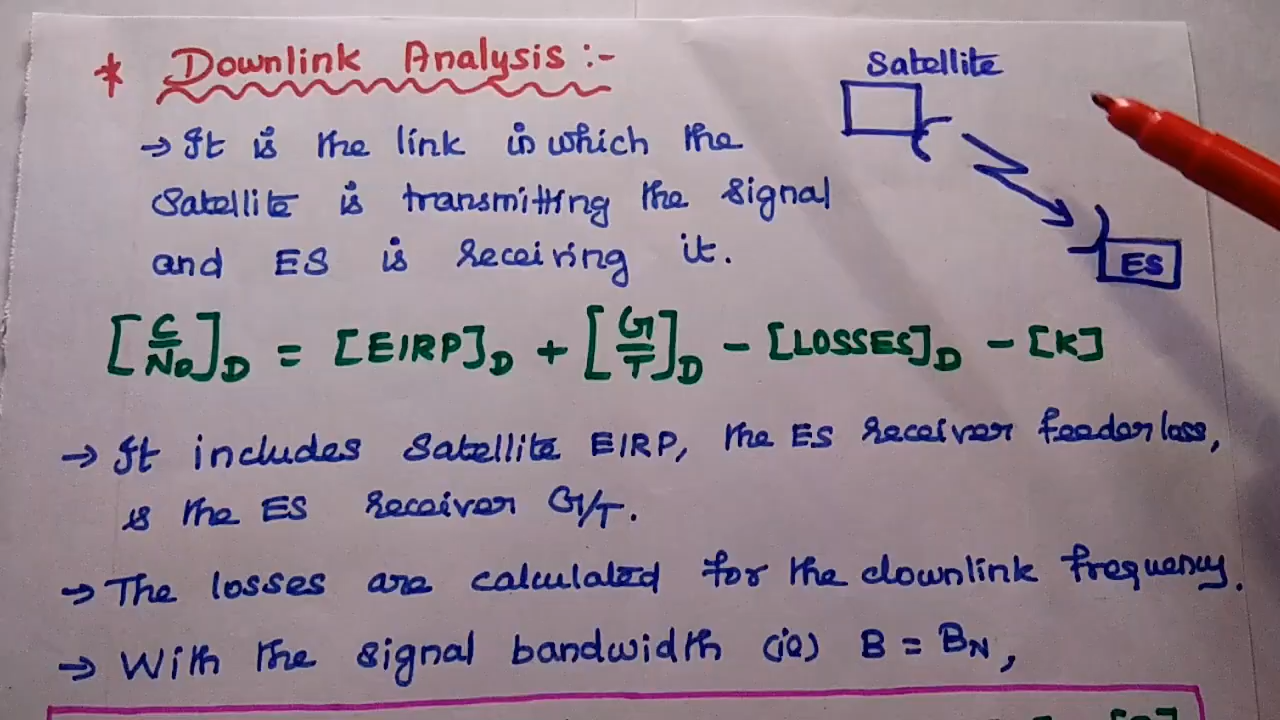 * Downlink Analysis :-
Satellite
→ It is the link in which the
Satellite is transmitting the signal
and ES is receiving it.
ES
[C/No]D = [EIRP]D + [G/T]D - [LOSSES]D - [K]
→ It includes satellite EIRP, the ES receiver feeder loss,
is the ES receiver G/T.
→ The losses are calculated for the downlink frequency.
→ With the signal bandwidth (ie) B = BN,